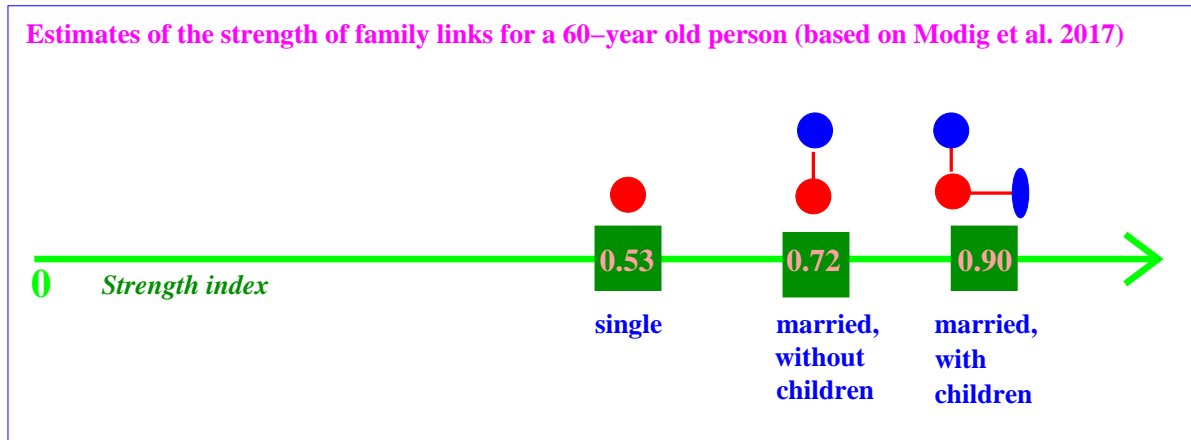 Estimates of the strength of family links for a 60−year old person (based on Modig et al. 2017)
0.53
0.72
0.90
0
Strength index
single
married,
without
children
married,
with
children